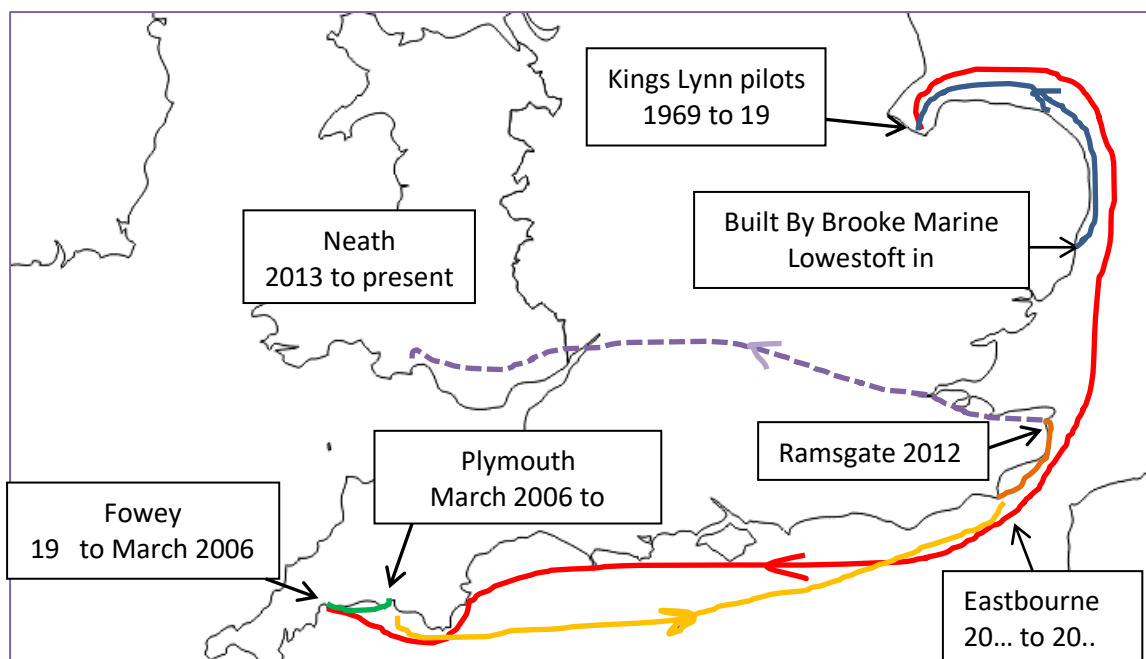 Kings Lynn pilots
1969 to 19
Built By Brooke Marine
Lowestoft in
Neath
2013 to present
Ramsgate 2012
Plymouth
March 2006 to
Fowey
19 to March 2006
Eastbourne
20... to 20..